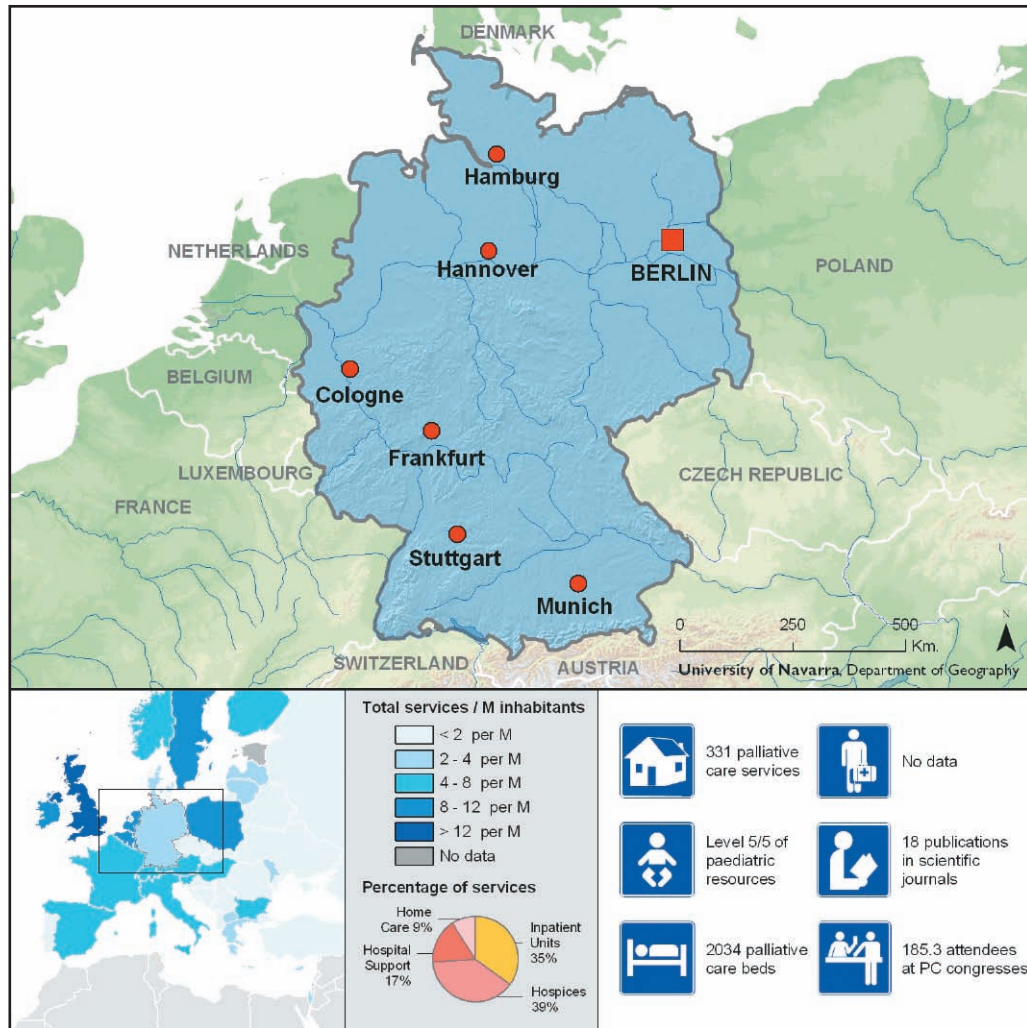 DENMARK
Hamburg
NETHERLANDS
Hannover
BERLIN
POLAND
BELGIUM
Cologne
Frankfurt
LUXEMBOURG
CZECH REPUBLIC
FRANCE
Stuttgart
Munich
0 250 500
Km.
N
SWITZERLAND
AUSTRIA
University of Navarra, Department of Geography
Total services / M inhabitants
< 2 per M
2 - 4 per M
4 - 8 per M
8 - 12 per M
> 12 per M
No data
Percentage of services
Home
Care 9%
Hospital
Support
17%
Inpatient
Units
35%
Hospices
39%
331 palliative
care services
No data
Level 5/5 of
paediatric
resources
18 publications
in scientific
journals
2034 palliative
care beds
185.3 attendees
at PC congresses